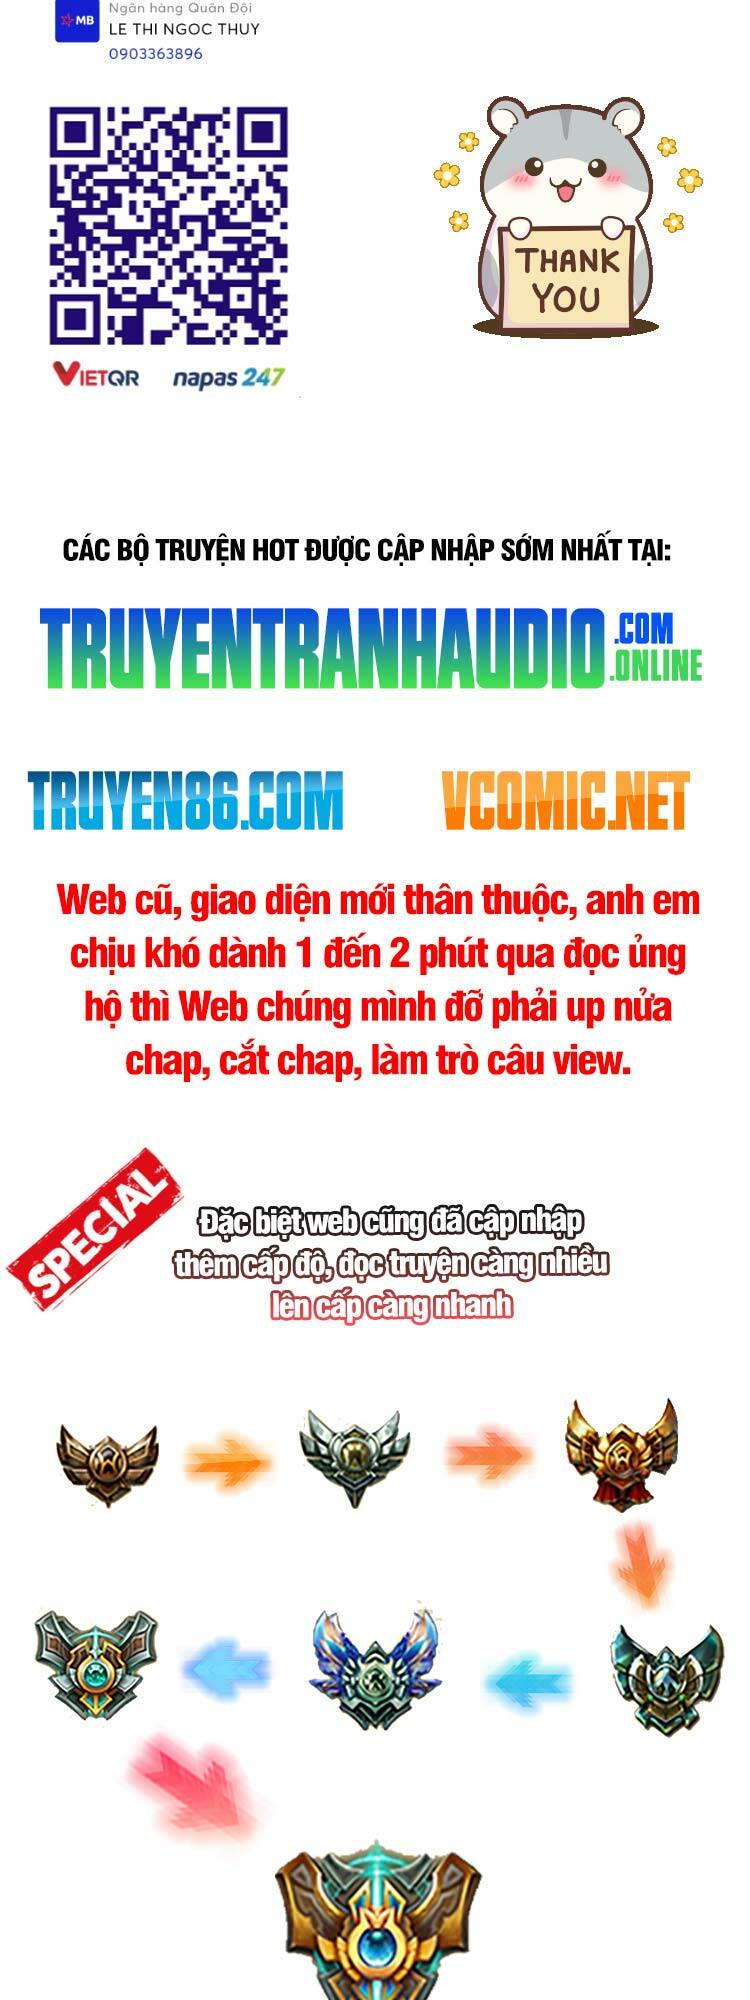 MB
Ngân hàng Quân Đội
LE THI NGOC THUY
0903363896
VIETQR
napas 247
THANK
YOU
CÁC BỘ TRUYỆN HOT ĐƯỢC CẬP NHẬP SỚM NHẤT TẠI:
TRUYENTRANHAUDIO.COM
.ONLINE
TRUYEN86.COM
VCOMIC.NET
Web cũ, giao diện mới thân thuộc, anh em
chịu khó dành 1 đến 2 phút qua đọc ủng
hộ thì Web chúng mình đỡ phải up nửa
chap, cắt chap, làm trò câu view.
SPECIAL
Đặc biệt web cũng đã cập nhập
thêm cấp độ, đọc truyện càng nhiều
lên cấp càng nhanh